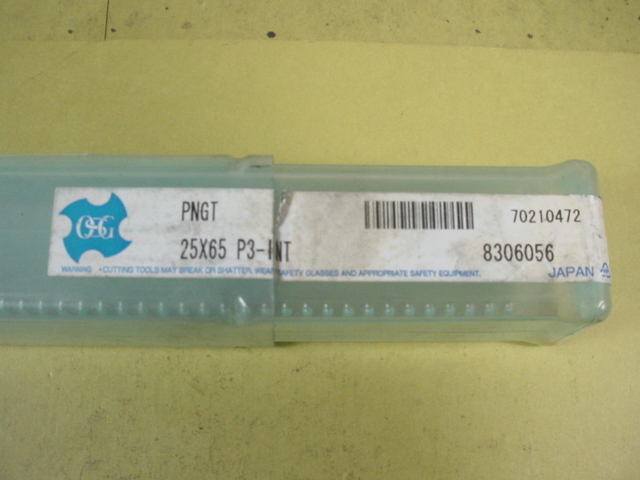 OSG
PNGT
70210472
25X65 P3-INT
8306056
WARNING • CUTTING TOOLS MAY BREAK OR SHATTER. WEAR SAFETY GLASSES AND APPROPRIATE SAFETY EQUIPMENT.
JAPAN